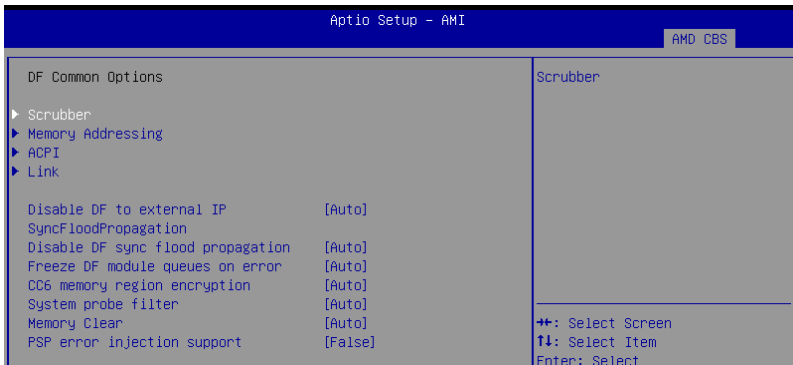 Aptio Setup - AMI
AMD CBS
DF Common Options
Scrubber
Memory Addressing
ACPI
Link
Disable DF to external IP [Auto]
SyncFloodPropagation
Disable DF sync flood propagation [Auto]
Freeze DF module queues on error [Auto]
CC6 memory region encryption [Auto]
System probe filter [Auto]
Memory Clear [Auto]
PSP error injection support [False]
Scrubber
→←: Select Screen
↑↓: Select Item
Enter: Select